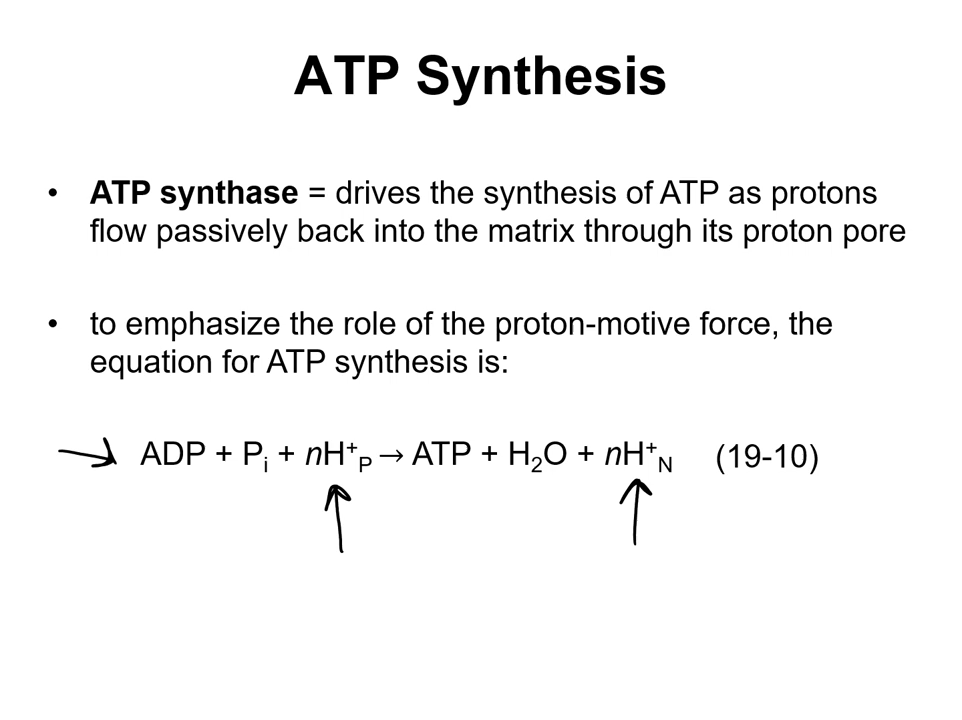 ATP Synthesis
• ATP synthase = drives the synthesis of ATP as protons
flow passively back into the matrix through its proton pore
• to emphasize the role of the proton-motive force, the
equation for ATP synthesis is:
ADP + Pᵢ + nH⁺P → ATP + H₂O + nH⁺N (19-10)